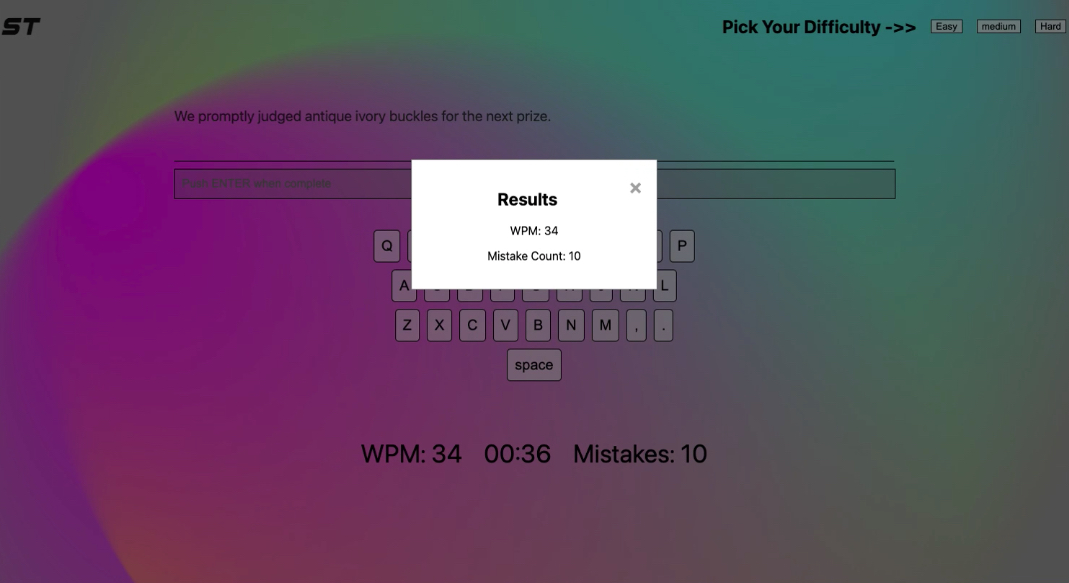 ST
Pick Your Difficulty ->> Easy medium Hard
We promptly judged antique ivory buckles for the next prize.
Push ENTER when complete
Results ×
WPM: 34
Mistake Count: 10
Q P
A L
Z X C V B N M , .
space
WPM: 34 00:36 Mistakes: 10